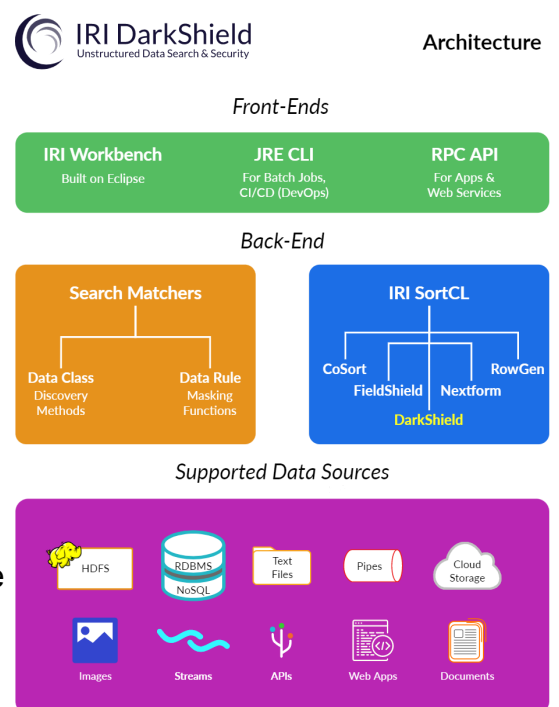 IRI DarkShield
Unstructured Data Search & Security
Architecture
Front-Ends
IRI Workbench
Built on Eclipse
JRE CLI
For Batch Jobs,
CI/CD (DevOps)
RPC API
For Apps &
Web Services
Back-End
Search Matchers
Data Class
Discovery
Methods
Data Rule
Masking
Functions
IRI SortCL
CoSort
FieldShield
DarkShield
Nextform
RowGen
Supported Data Sources
HDFS
RDBMS
NoSQL
Text
Files
Pipes
Cloud
Storage
e
Images
Streams
APIs
Web Apps
Documents